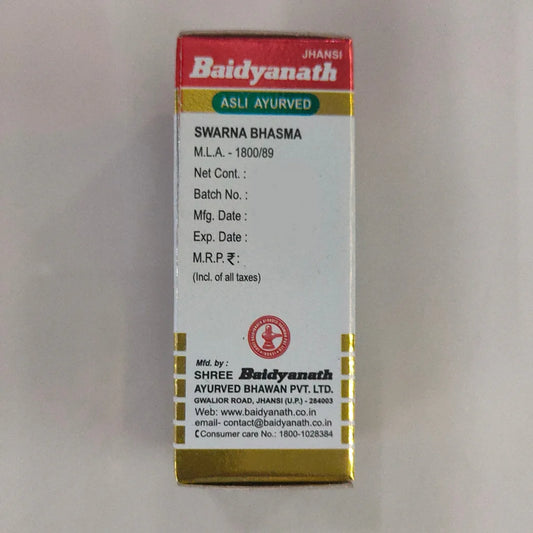 JHANSI
Baidyanath
ASLI AYURVED
SWARNA BHASMA
M.L.A. - 1800/89
Net Cont. :
Batch No. :
Mfg. Date :
Exp. Date :
M.R.P. ₹ :
(Incl. of all taxes)
Mfd. by :
SHREE Baidyanath
AYURVED BHAWAN PVT. LTD.
GWALIOR ROAD, JHANSI (U.P.) - 284003
Web: www.baidyanath.co.in
email- contact@baidyanath.co.in
Consumer care No.: 1800-1028384